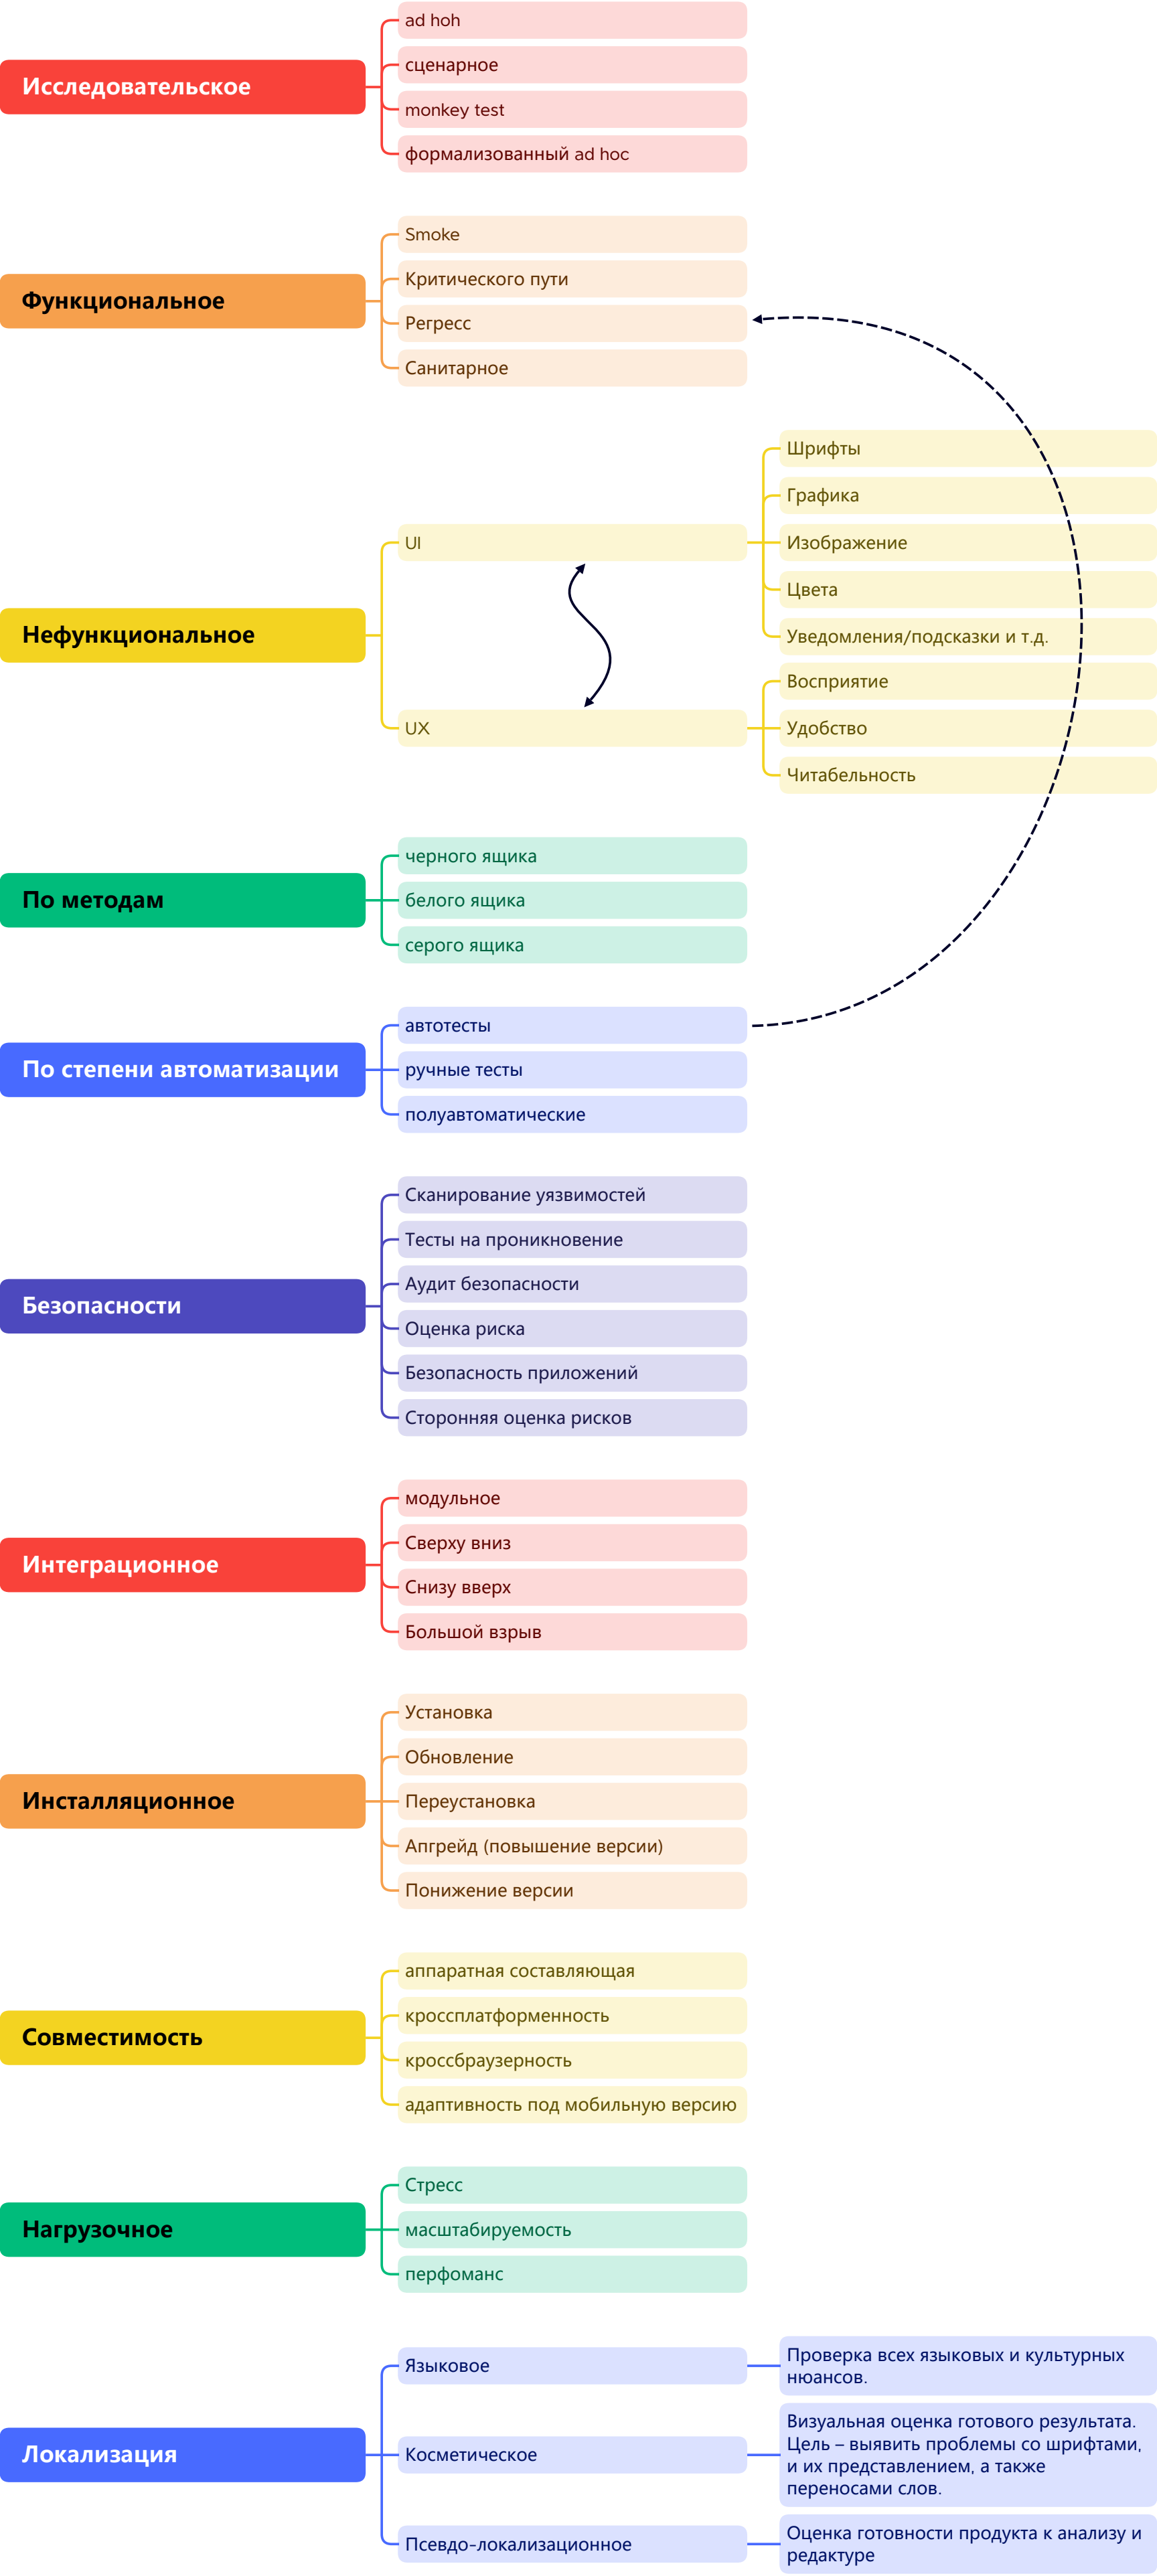 Исследовательское
ad hoh
сценарное
monkey test
формализованный ad hoc
Функциональное
Smoke
Критического пути
Регресс
Санитарное
Нефункциональное
UI
Шрифты
Графика
Изображение
Цвета
Уведомления/подсказки и т.д.
UX
Восприятие
Удобство
Читабельность
По методам
черного ящика
белого ящика
серого ящика
По степени автоматизации
автотесты
ручные тесты
полуавтоматические
Безопасности
Сканирование уязвимостей
Тесты на проникновение
Аудит безопасности
Оценка риска
Безопасность приложений
Сторонняя оценка рисков
Интеграционное
модульное
Сверху вниз
Снизу вверх
Большой взрыв
Инсталляционное
Установка
Обновление
Переустановка
Апгрейд (повышение версии)
Понижение версии
Совместимость
аппаратная составляющая
кроссплатформенность
кроссбраузерность
адаптивность под мобильную версию
Нагрузочное
Стресс
масштабируемость
перфоманс
Локализация
Языковое
Проверка всех языковых и культурных
нюансов.
Косметическое
Визуальная оценка готового результата.
Цель – выявить проблемы со шрифтами,
и их представлением, а также
переносами слов.
Псевдо-локализационное
Оценка готовности продукта к анализу и
редактуре